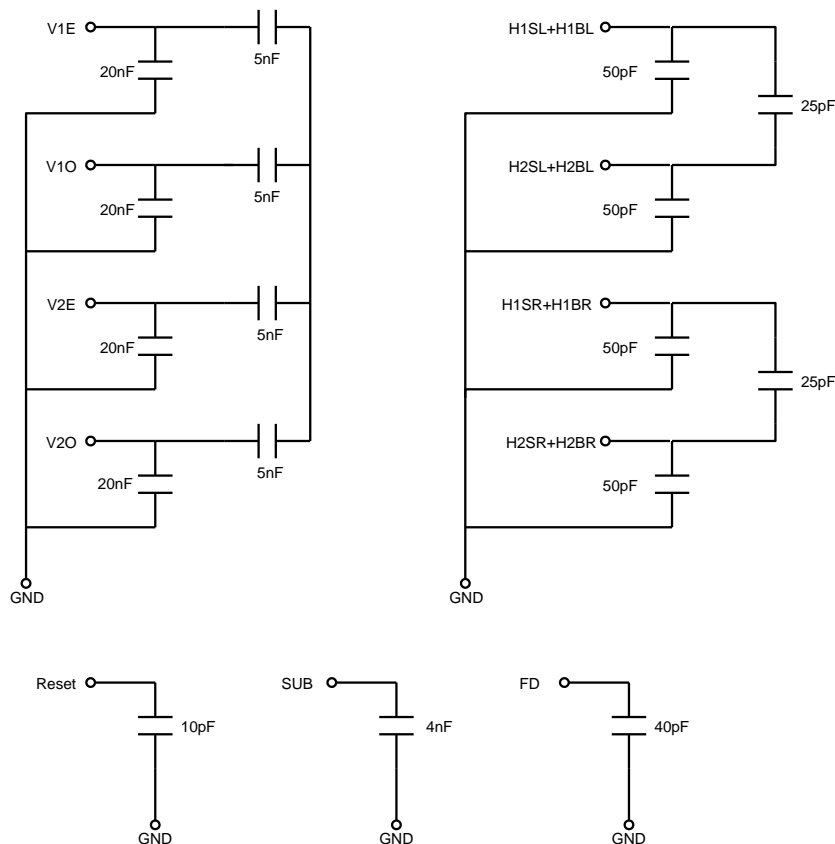 V1E
20nF
5nF
V1O
20nF
5nF
V2E
20nF
5nF
V2O
20nF
5nF
GND
H1SL+H1BL
50pF
25pF
H2SL+H2BL
50pF
H1SR+H1BR
50pF
25pF
H2SR+H2BR
50pF
GND
Reset
10pF
GND
SUB
4nF
GND
FD
40pF
GND